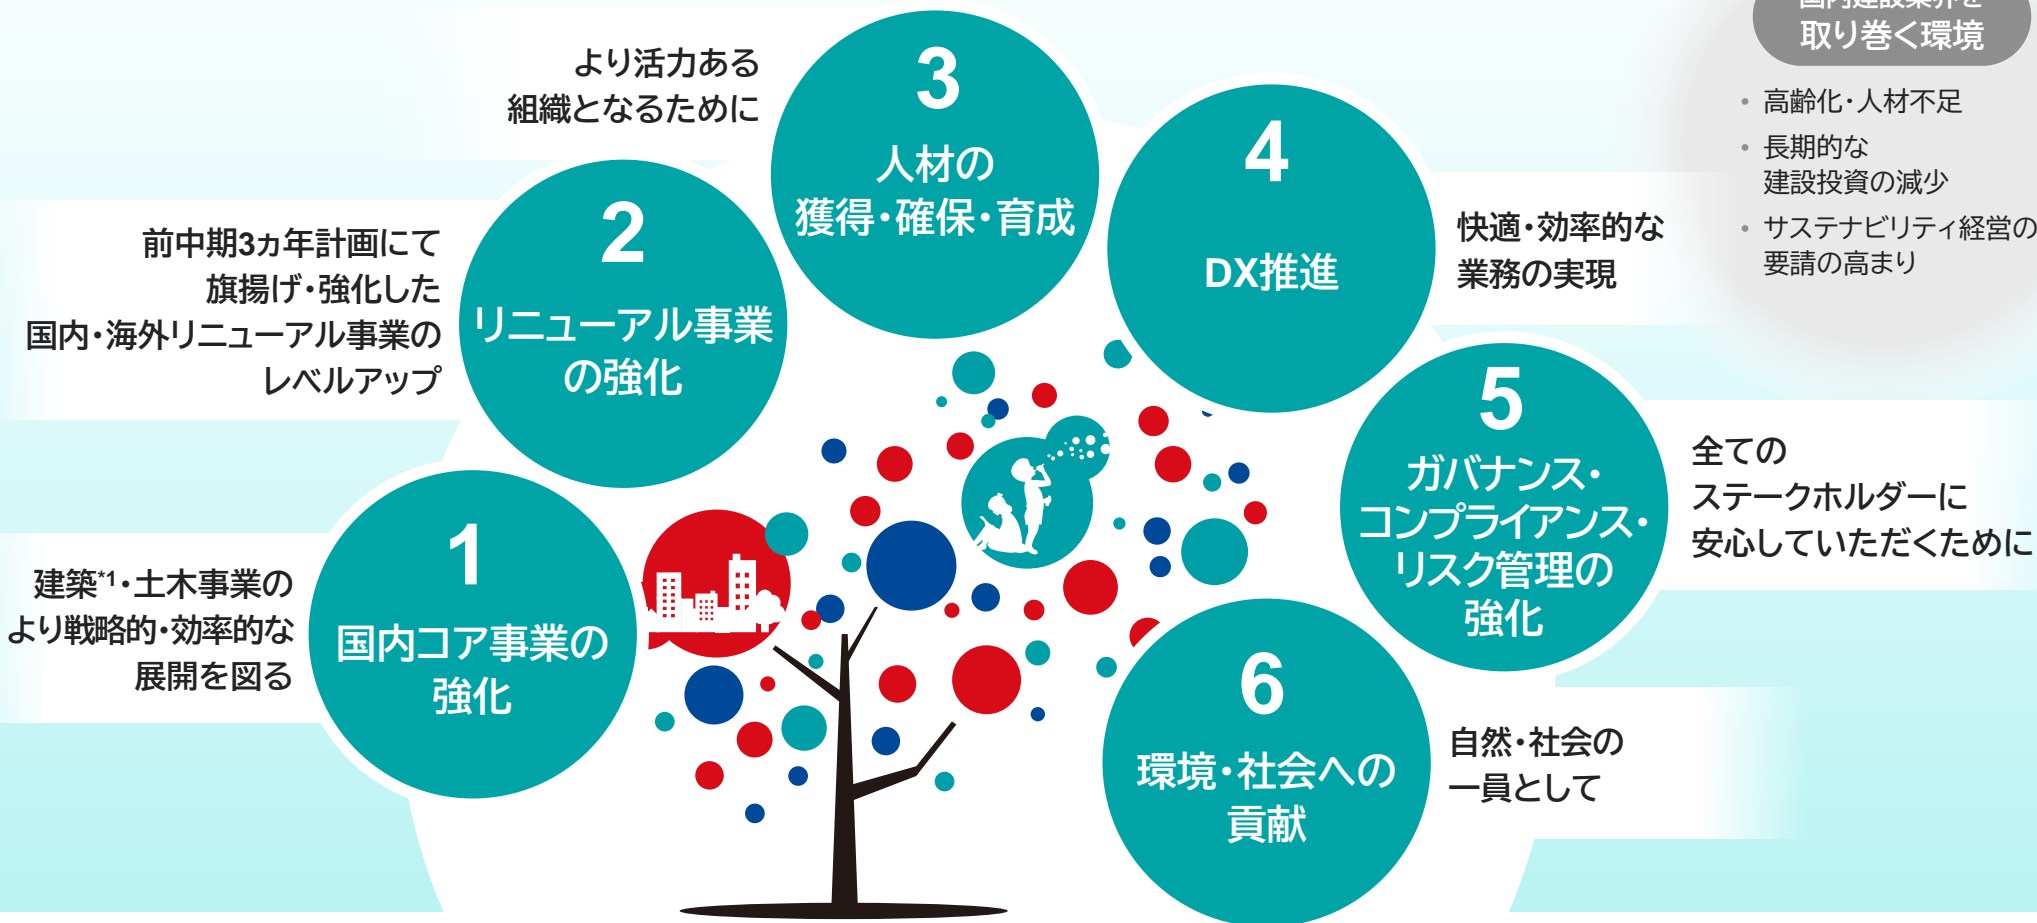 1
国内コア事業の
強化
建築*1・土木事業の
より戦略的・効率的な
展開を図る
2
リニューアル事業
の強化
前中期3ヵ年計画にて
旗揚げ・強化した
国内・海外リニューアル事業の
レベルアップ
3
人材の
獲得・確保・育成
より活力ある
組織となるために
4
DX推進
快適・効率的な
業務の実現
5
ガバナンス・
コンプライアンス・
リスク管理の
強化
全ての
ステークホルダーに
安心していただくために
6
環境・社会への
貢献
自然・社会の
一員として
国内建設業界を
取り巻く環境
• 高齢化・人材不足
• 長期的な
建設投資の減少
• サステナビリティ経営の
要請の高まり